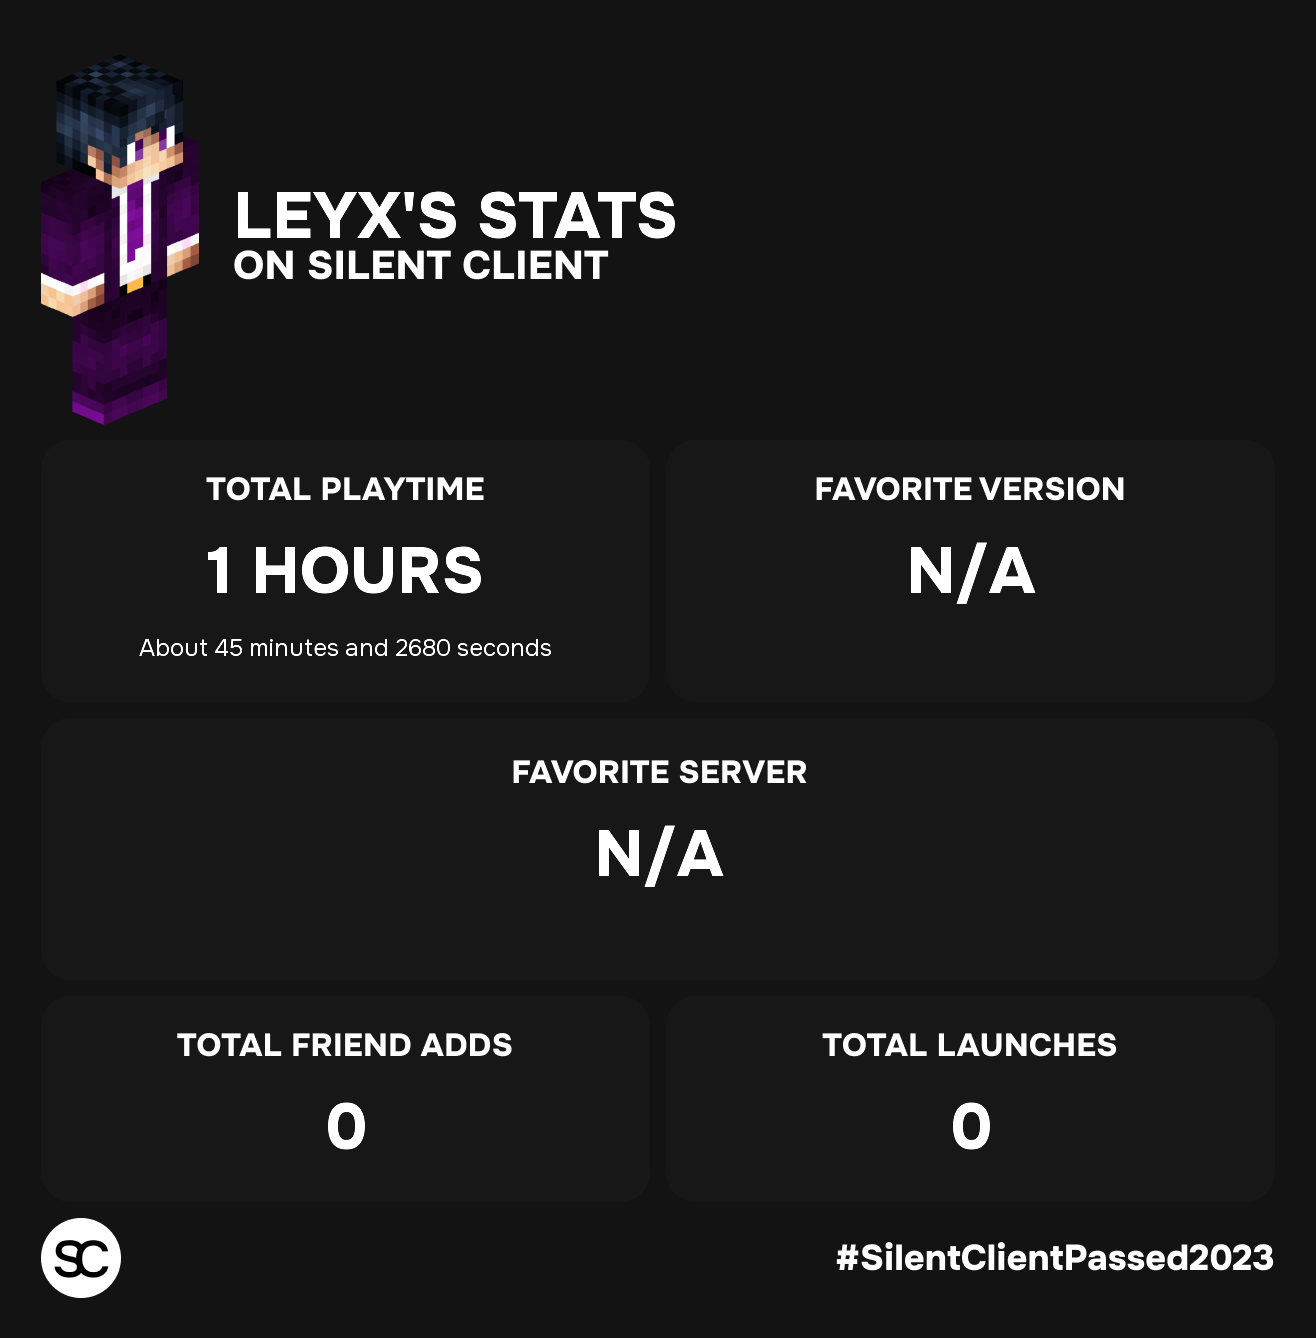 LEYX'S STATS
ON SILENT CLIENT
TOTAL PLAYTIME
1 HOURS
About 45 minutes and 2680 seconds
FAVORITE VERSION
N/A
FAVORITE SERVER
N/A
TOTAL FRIEND ADDS
0
TOTAL LAUNCHES
0
SC
#SilentClientPassed2023